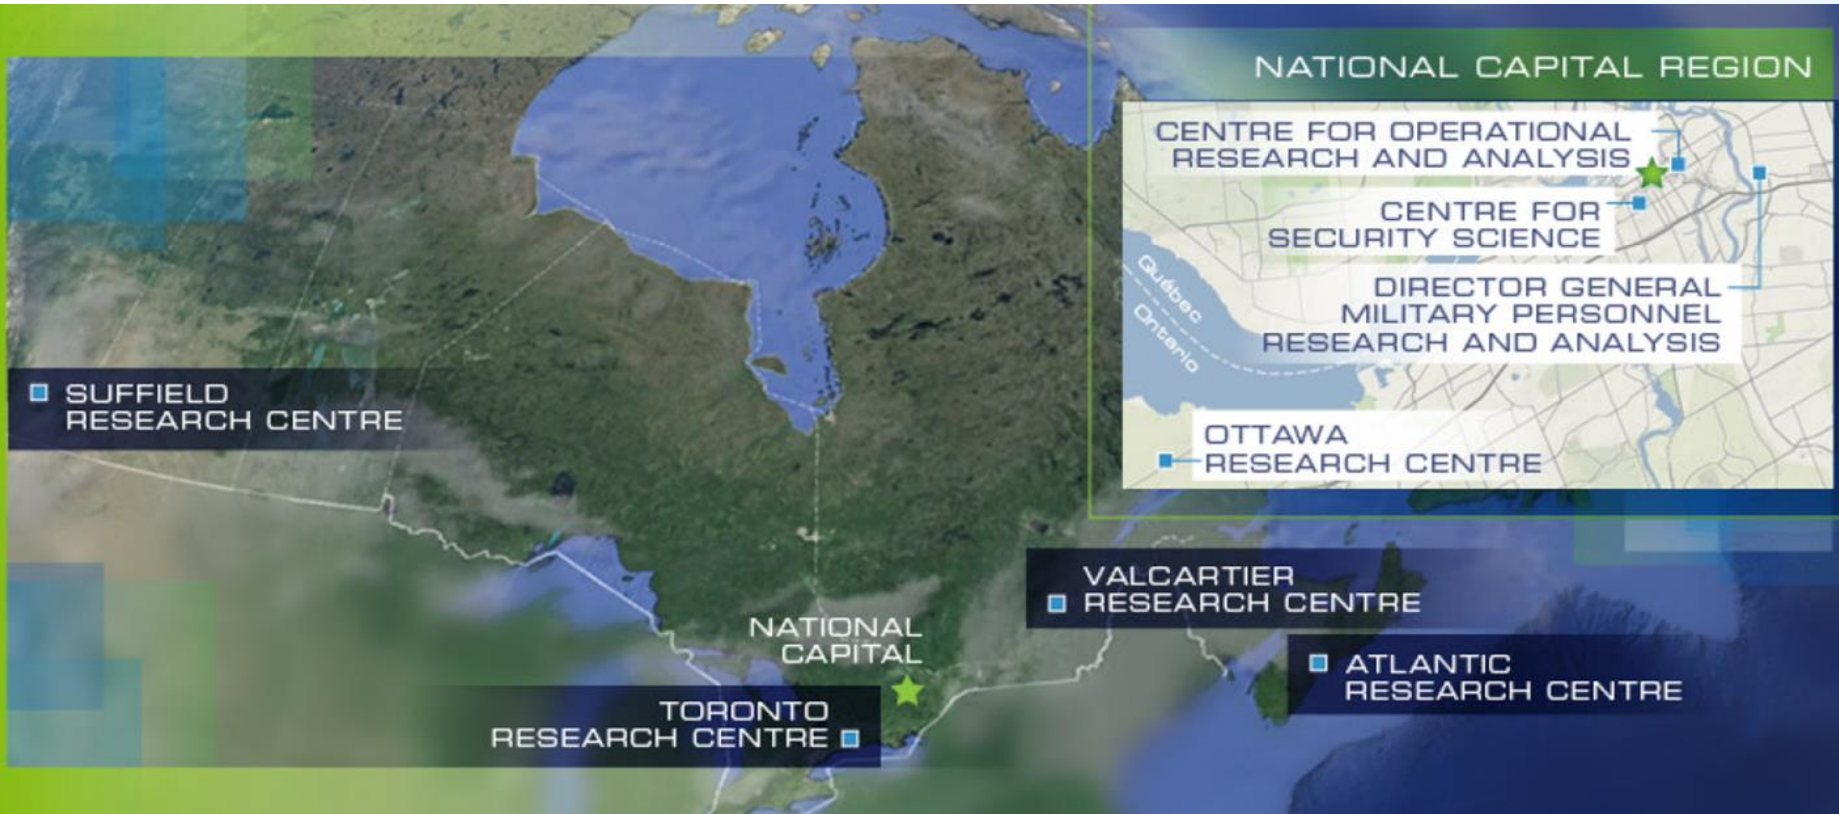 NATIONAL CAPITAL REGION
CENTRE FOR OPERATIONAL
RESEARCH AND ANALYSIS
CENTRE FOR
SECURITY SCIENCE
DIRECTOR GENERAL
MILITARY PERSONNEL
RESEARCH AND ANALYSIS
Québec
Ontario
OTTAWA
RESEARCH CENTRE
SUFFIELD
RESEARCH CENTRE
VALCARTIER
RESEARCH CENTRE
NATIONAL
CAPITAL
ATLANTIC
RESEARCH CENTRE
TORONTO
RESEARCH CENTRE